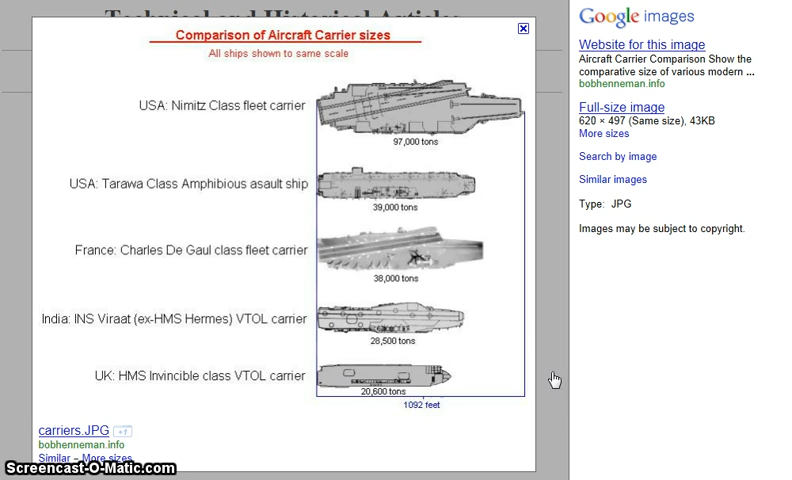 Technical and Historical Articles
Comparison of Aircraft Carrier sizes
All ships shown to same scale
USA: Nimitz Class fleet carrier
97,000 tons
USA: Tarawa Class Amphibious asault ship
39,000 tons
France: Charles De Gaul class fleet carrier
38,000 tons
India: INS Viraat (ex-HMS Hermes) VTOL carrier
28,500 tons
UK: HMS Invincible class VTOL carrier
20,600 tons
1092 feet
carriers.JPG +1
bobhenneman.info
Similar – More sizes
Screencast-O-Matic.com
Google images
Website for this image
Aircraft Carrier Comparison Show the
comparative size of various modern ...
bobhenneman.info
Full-size image
620 × 497 (Same size), 43KB
More sizes
Search by image
Similar images
Type: JPG
Images may be subject to copyright.